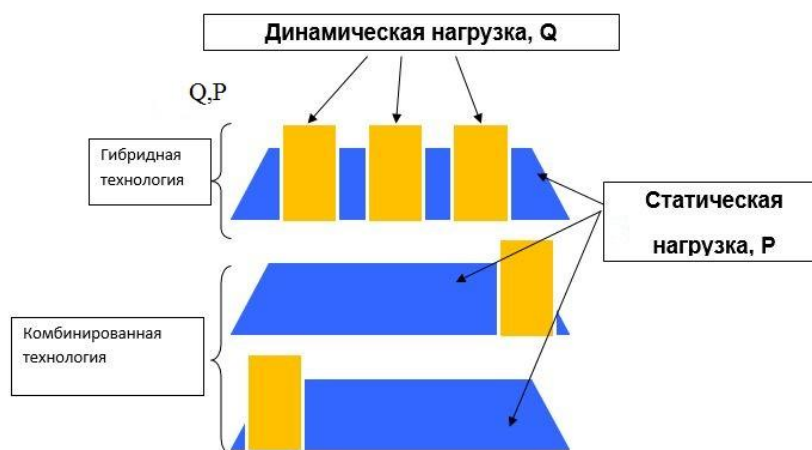 Динамическая нагрузка, Q
Q,P
Гибридная
технология
Статическая
нагрузка, P
Комбинированная
технология